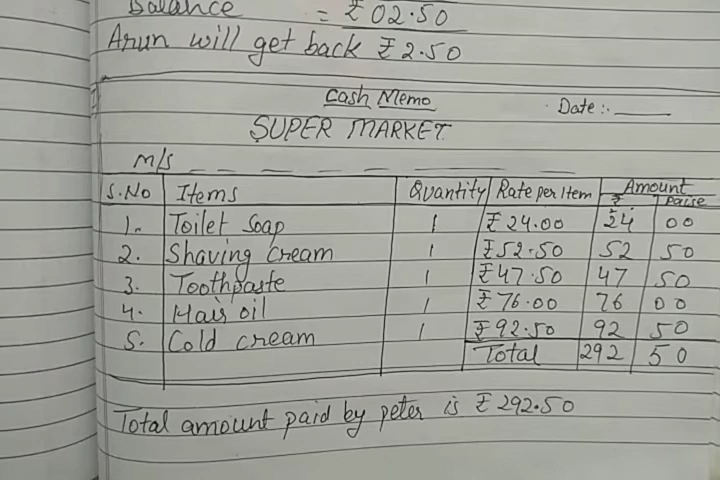 Balance = ₹ 02.50
Arun will get back ₹ 2.50
Cash Memo
Date:- ____
SUPER MARKET
M/s _ _ _ _ _ _ _ _
S.No Items Quantity Rate per Item Amount
₹ Paise
1. Toilet Soap 1 ₹ 24.00 24 00
2. Shaving Cream 1 ₹ 52.50 52 50
3. Toothpaste 1 ₹ 47.50 47 50
4. Hair oil 1 ₹ 76.00 76 00
5. Cold cream 1 ₹ 92.50 92 50
Total 292 50
Total amount paid by peter is ₹ 292.50